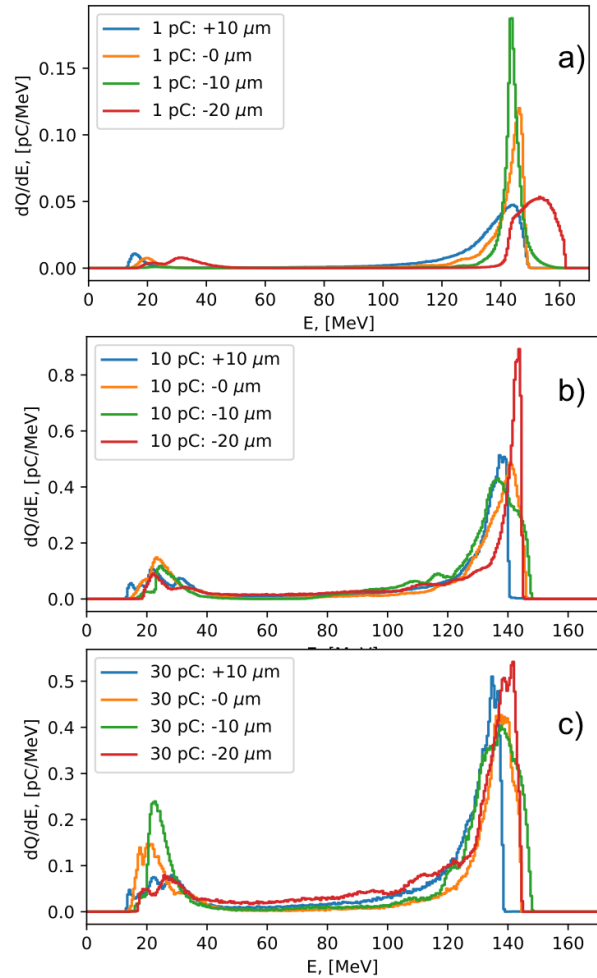 1 pC: +10 μm
1 pC: -0 μm
1 pC: -10 μm
1 pC: -20 μm
a)
dQ/dE, [pC/MeV]
0.15
0.10
0.05
0.00
0 20 40 60 80 100 120 140 160
E, [MeV]
10 pC: +10 μm
10 pC: -0 μm
10 pC: -10 μm
10 pC: -20 μm
b)
dQ/dE, [pC/MeV]
0.8
0.6
0.4
0.2
0.0
0 20 40 60 80 100 120 140 160
30 pC: +10 μm
30 pC: -0 μm
30 pC: -10 μm
30 pC: -20 μm
c)
dQ/dE, [pC/MeV]
0.5
0.4
0.3
0.2
0.1
0.0
0 20 40 60 80 100 120 140 160
E, [MeV]